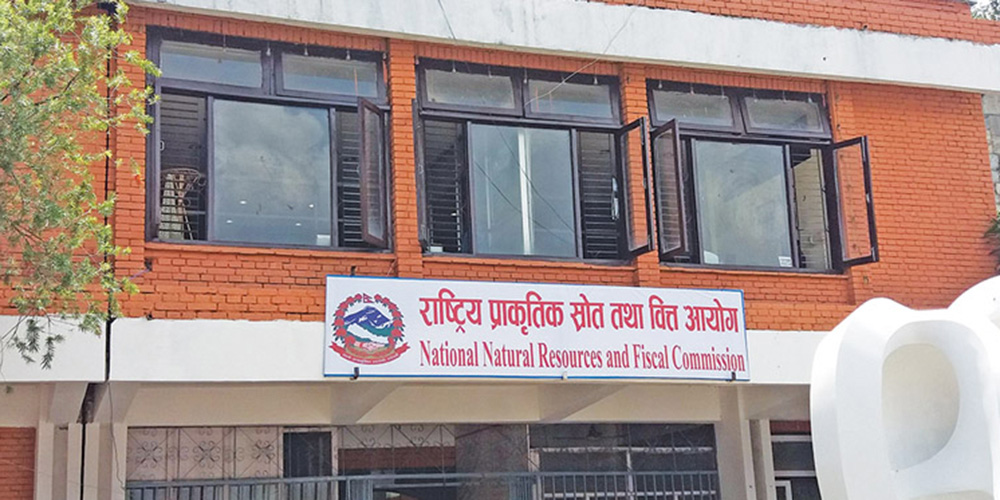 राष्ट्रिय प्राकृतिक स्रोत तथा वित्त आयोग
National Natural Resources and Fiscal Commission